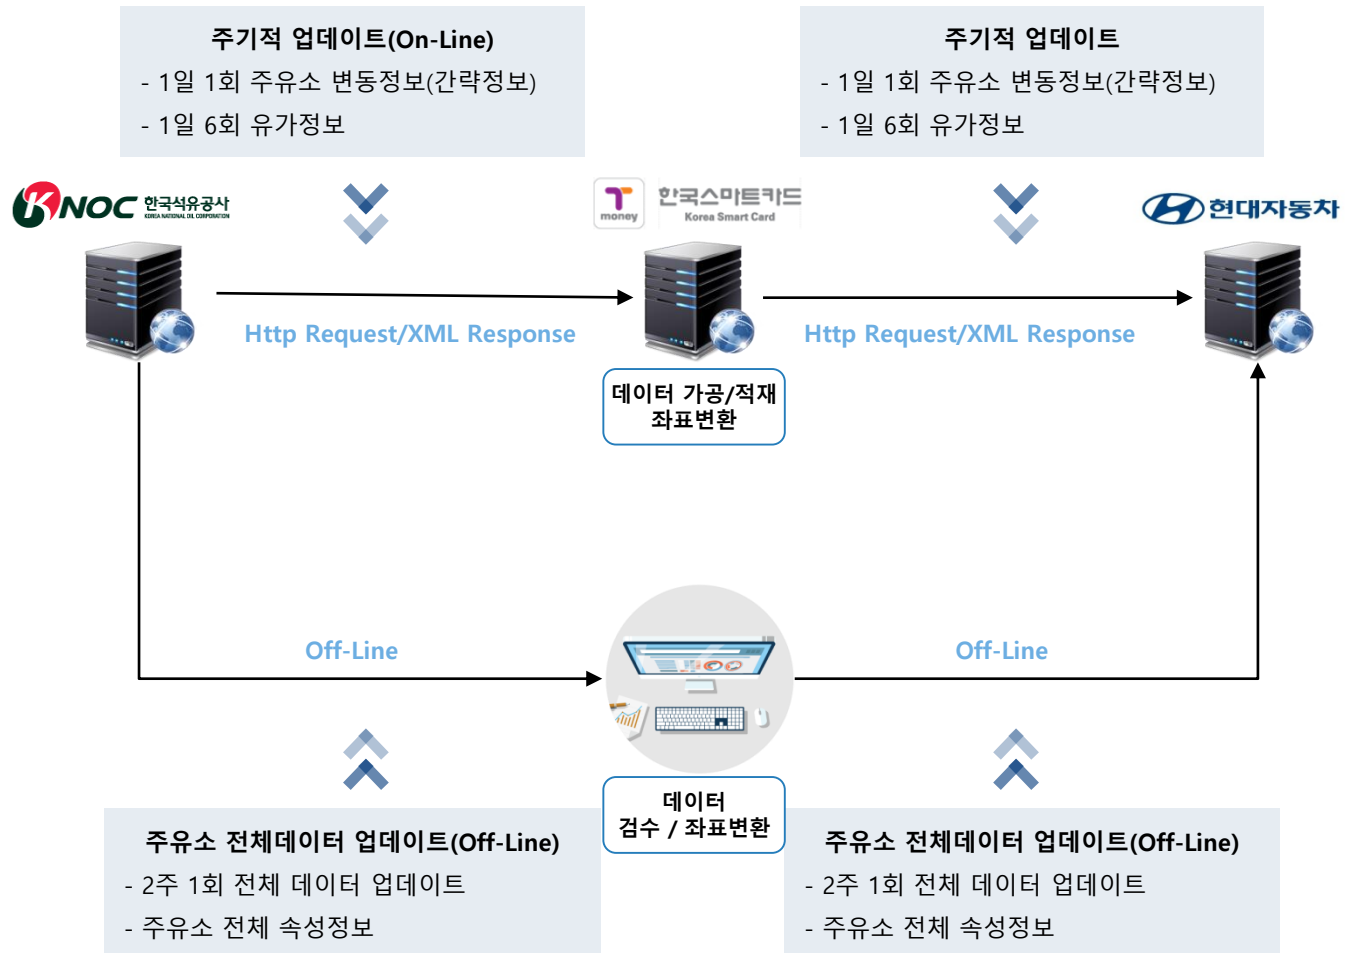 주기적 업데이트(On-Line)
- 1일 1회 주유소 변동정보(간략정보)
- 1일 6회 유가정보
주기적 업데이트
- 1일 1회 주유소 변동정보(간략정보)
- 1일 6회 유가정보
KNOC 한국석유공사
KOREA NATIONAL OIL CORPORATION
T money
한국스마트카드
Korea Smart Card
현대자동차
Http Request/XML Response
Http Request/XML Response
데이터 가공/적재
좌표변환
Off-Line
Off-Line
데이터
검수 / 좌표변환
주유소 전체데이터 업데이트(Off-Line)
- 2주 1회 전체 데이터 업데이트
- 주유소 전체 속성정보
주유소 전체데이터 업데이트(Off-Line)
- 2주 1회 전체 데이터 업데이트
- 주유소 전체 속성정보